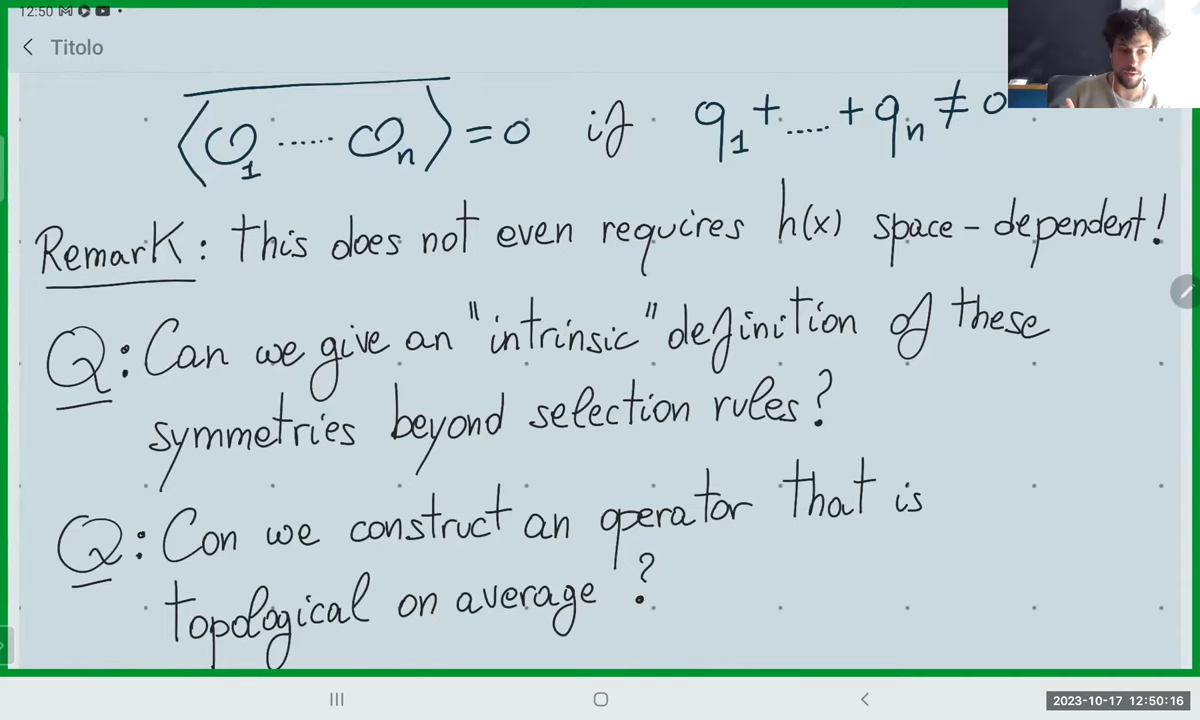 12:50
Titolo
⟨O₁ ..... Oₙ⟩ = 0 if q₁ + ..... + qₙ ≠ 0
Remark: This does not even requires h(x) space-dependent!
Q: Can we give an "intrinsic" definition of these
symmetries beyond selection rules?
Q: Con we construct an operator that is
topological on average ?
2023-10-17 12:50:16